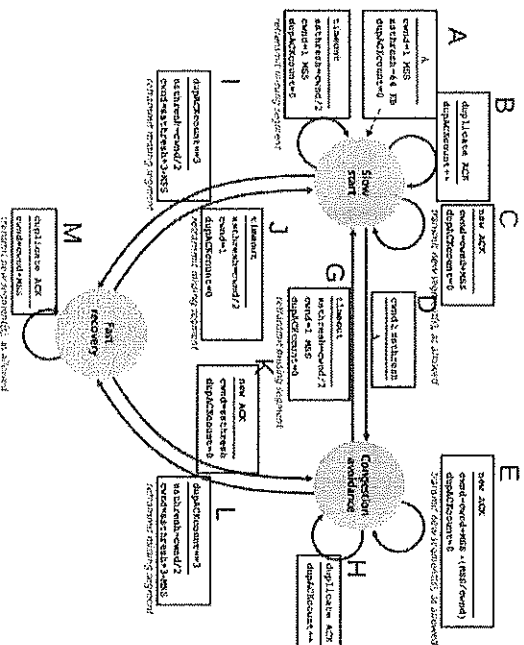 A
cwnd=1 MSS
ssthresh=64 KB
dupACKcount=0
B
duplicate ACK
dupACKcount++
C
new ACK
cwnd=cwnd+MSS
dupACKcount=0
transmit new segment(s), as allowed
D
cwnd≥ssthresh
E
new ACK
cwnd=cwnd+MSS•(MSS/cwnd)
dupACKcount=0
transmit new segment(s), as allowed
timeout
ssthresh=cwnd/2
cwnd=1 MSS
dupACKcount=0
retransmit missing segment
Slow
start
G
timeout
ssthresh=cwnd/2
cwnd=1 MSS
dupACKcount=0
retransmit missing segment
Congestion
avoidance
H
duplicate ACK
dupACKcount++
I
dupACKcount==3
ssthresh=cwnd/2
cwnd=ssthresh+3•MSS
retransmit missing segment
J
timeout
ssthresh=cwnd/2
cwnd=1
dupACKcount=0
retransmit missing segment
K
new ACK
cwnd=ssthresh
dupACKcount=0
L
dupACKcount==3
ssthresh=cwnd/2
cwnd=ssthresh+3•MSS
retransmit missing segment
Fast
recovery
M
duplicate ACK
cwnd=cwnd+MSS
transmit new segment(s), as allowed